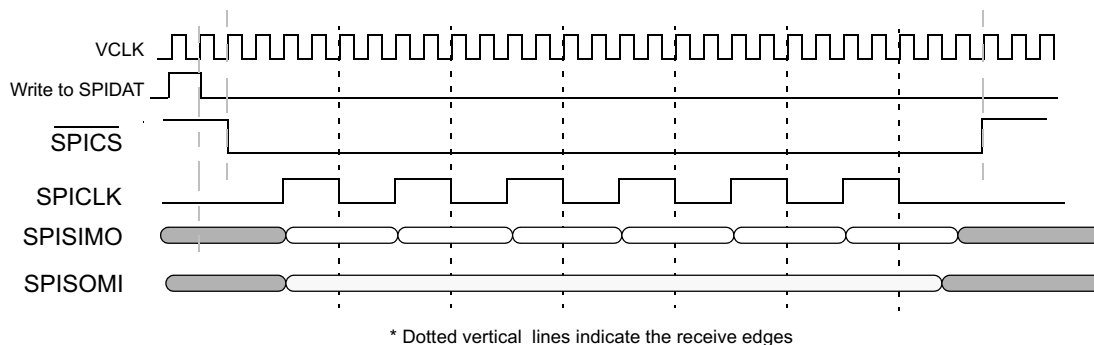 VCLK
Write to SPIDAT
SPICS
SPICLK
SPISIMO
SPISOMI
* Dotted vertical lines indicate the receive edges